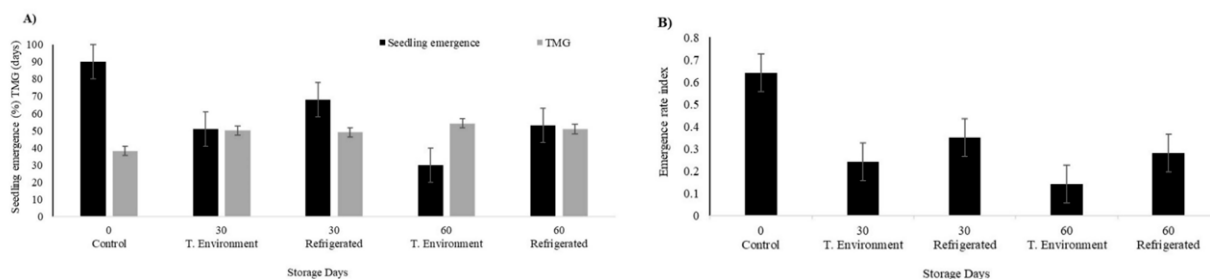 A)
Seedling emergence TMG
Seedling emergence (%) TMG (days)
100
90
80
70
60
50
40
30
20
10
0
0 30 30 60 60
Control T. Environment Refrigerated T. Environment Refrigerated
Storage Days
B)
Emergence rate index
0.8
0.7
0.6
0.5
0.4
0.3
0.2
0.1
0
0 30 30 60 60
Control T. Environment Refrigerated T. Environment Refrigerated
Storage Days